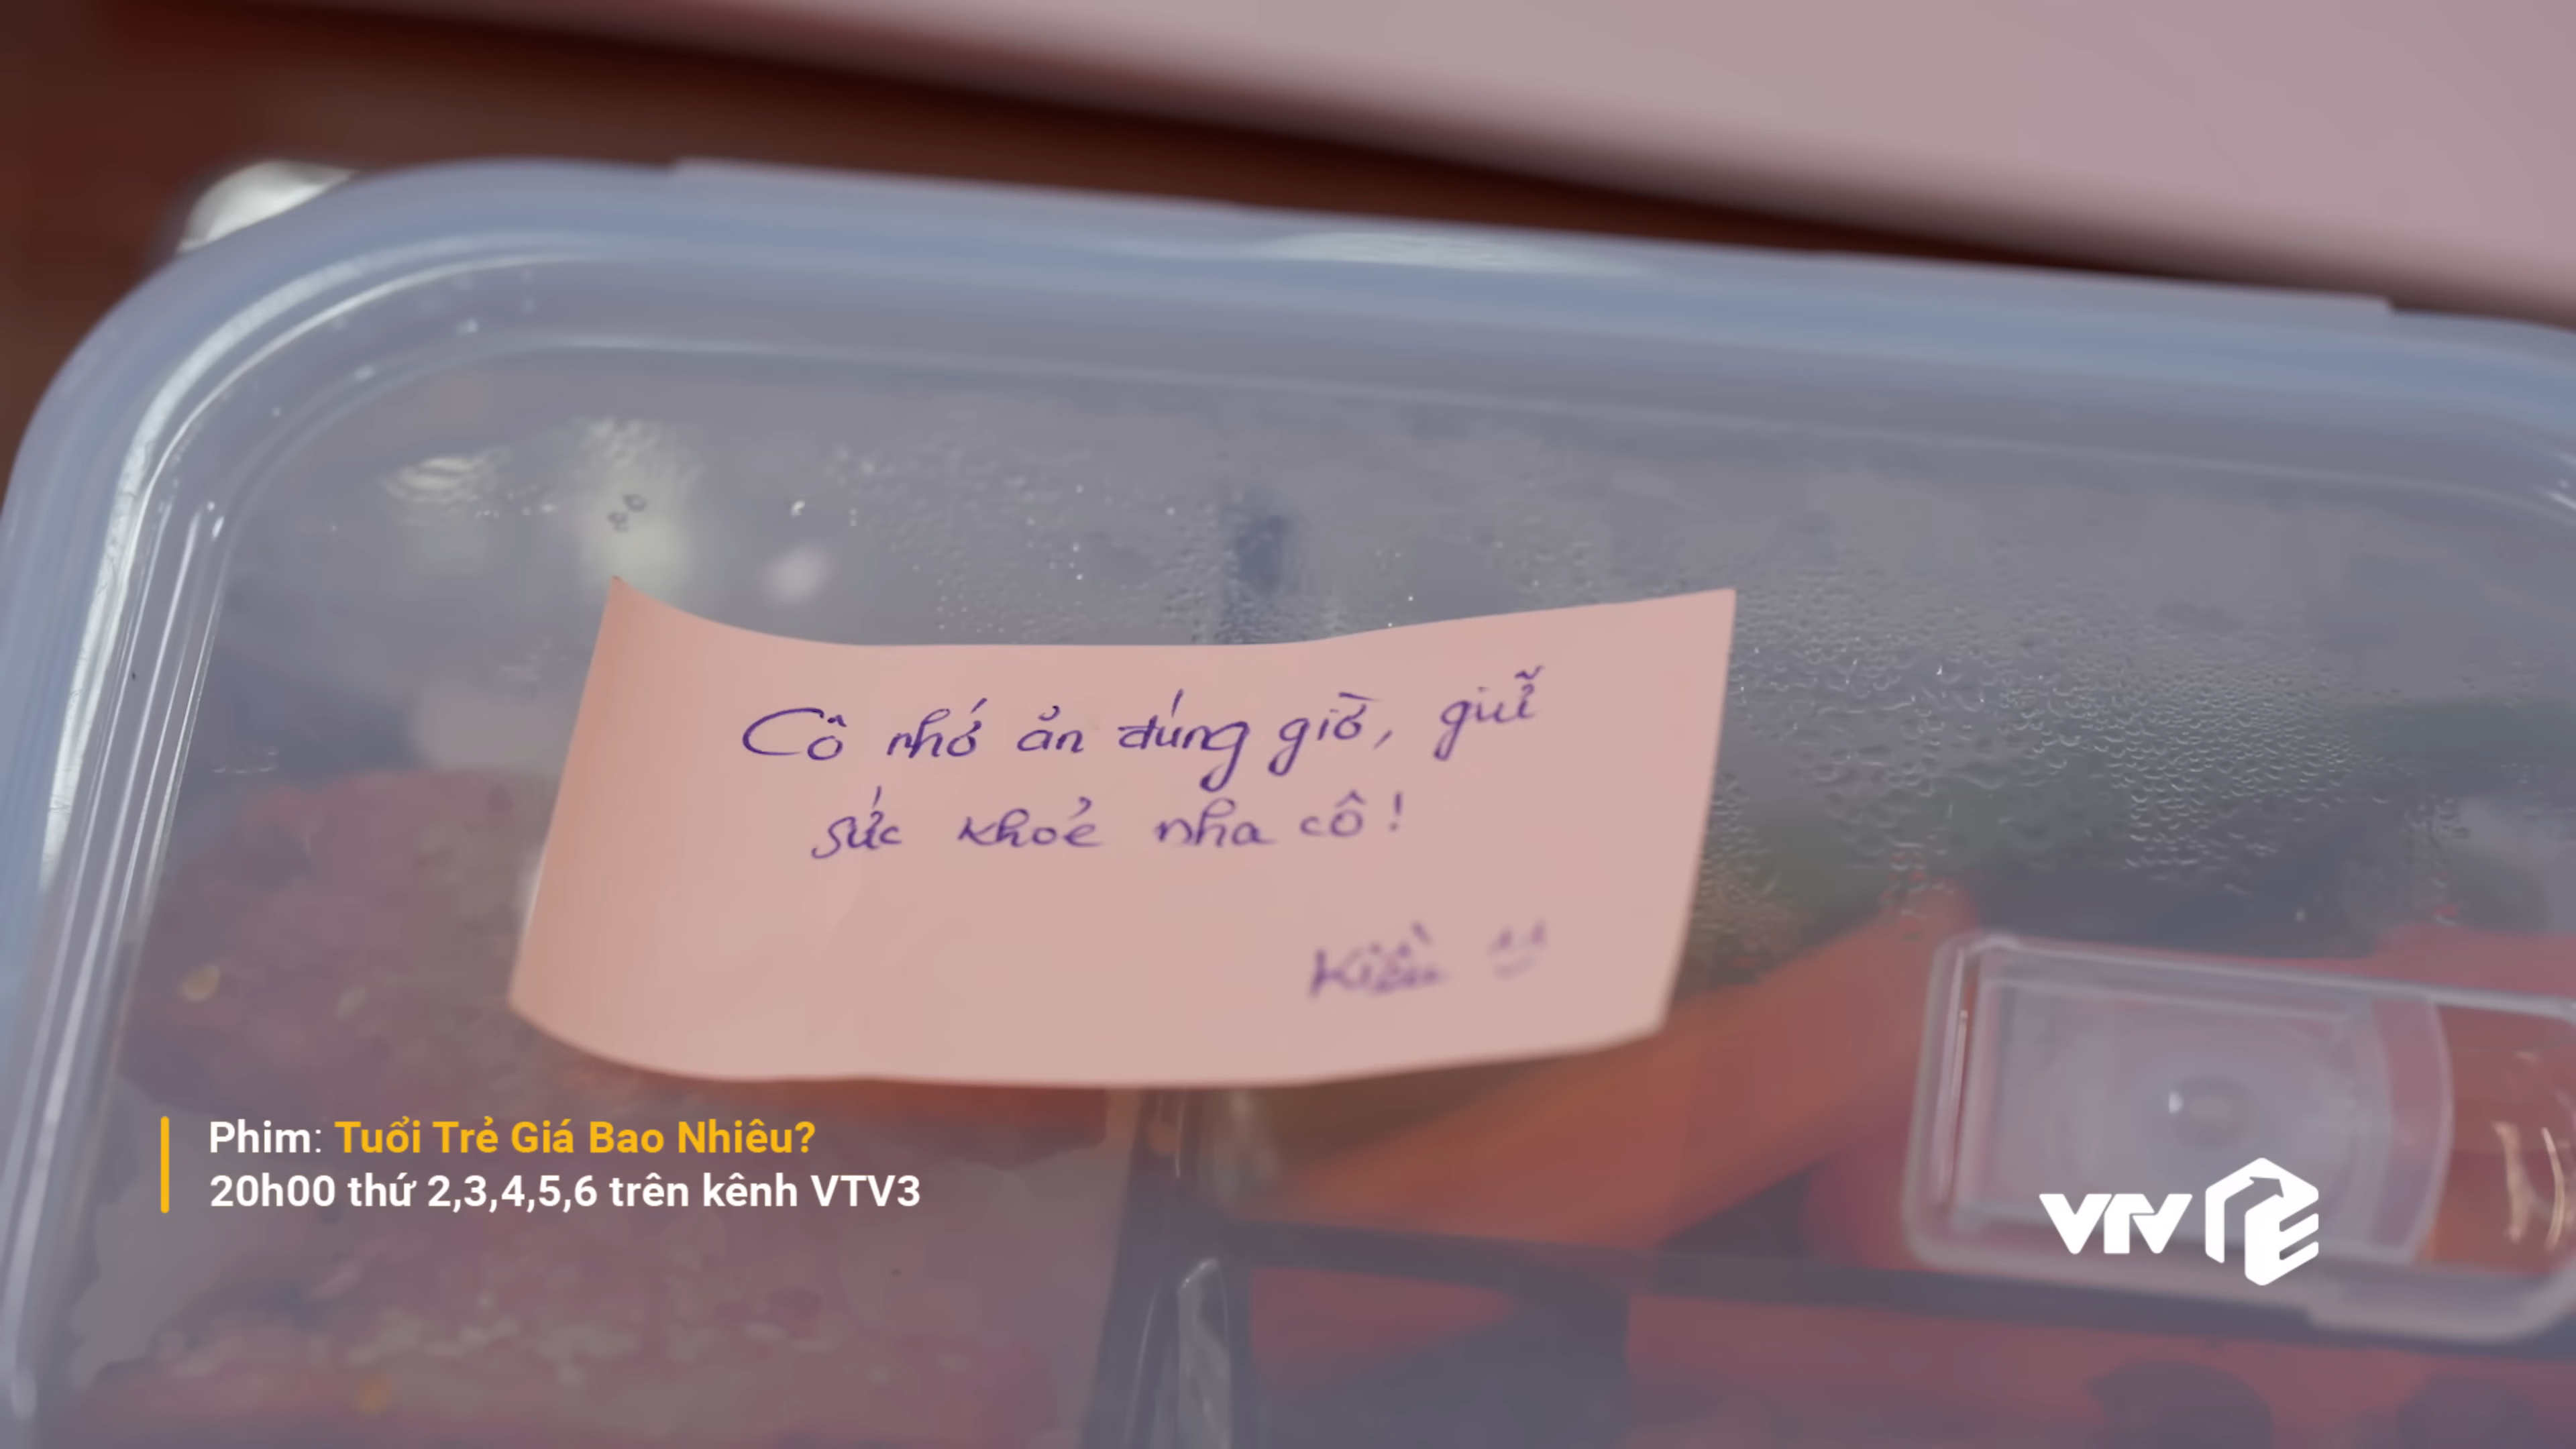 Cô nhớ ăn đúng giờ, giữ
sức khoẻ nha cô!
Kiều
Phim: Tuổi Trẻ Giá Bao Nhiêu?
20h00 thứ 2,3,4,5,6 trên kênh VTV3
VTV